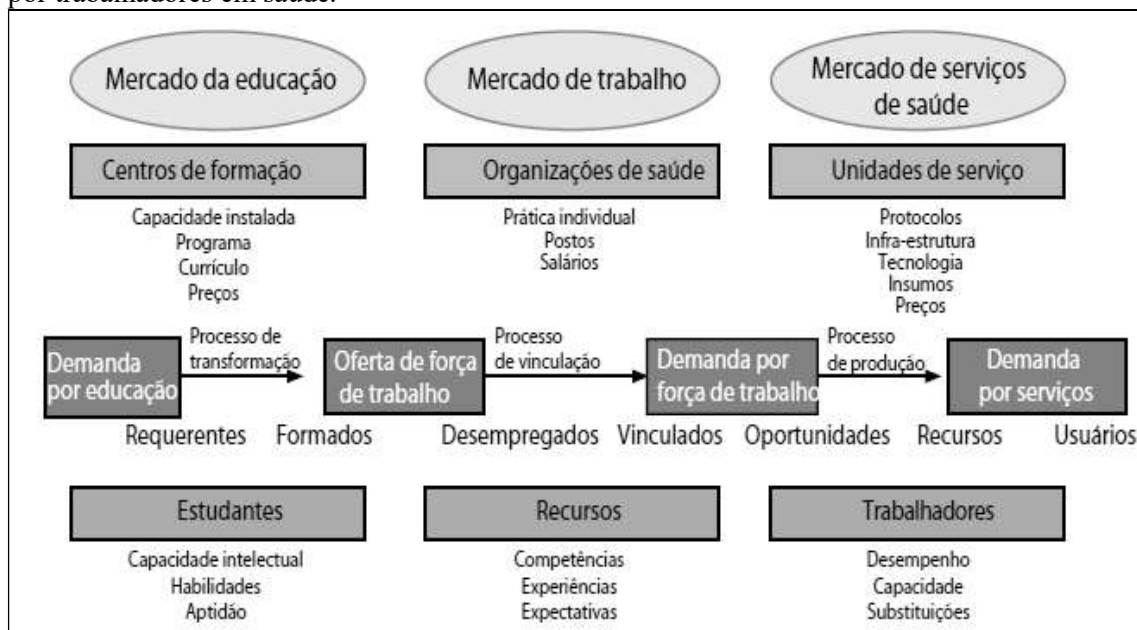 por trabalhadores em saúde.
Mercado da educação
Mercado de trabalho
Mercado de serviços
de saúde
Centros de formação
Organizações de saúde
Unidades de serviço
Capacidade instalada
Programa
Currículo
Preços
Prática individual
Postos
Salários
Protocolos
Infra-estrutura
Tecnologia
Insumos
Preços
Demanda
por educação
Processo de
transformação
Oferta de força
de trabalho
Processo
de vinculação
Demanda por
força de trabalho
Processo
de produção
Demanda
por serviços
Requerentes
Formados
Desempregados
Vinculados
Oportunidades
Recursos
Usuários
Estudantes
Recursos
Trabalhadores
Capacidade intelectual
Habilidades
Aptidão
Competências
Experiências
Expectativas
Desempenho
Capacidade
Substituições